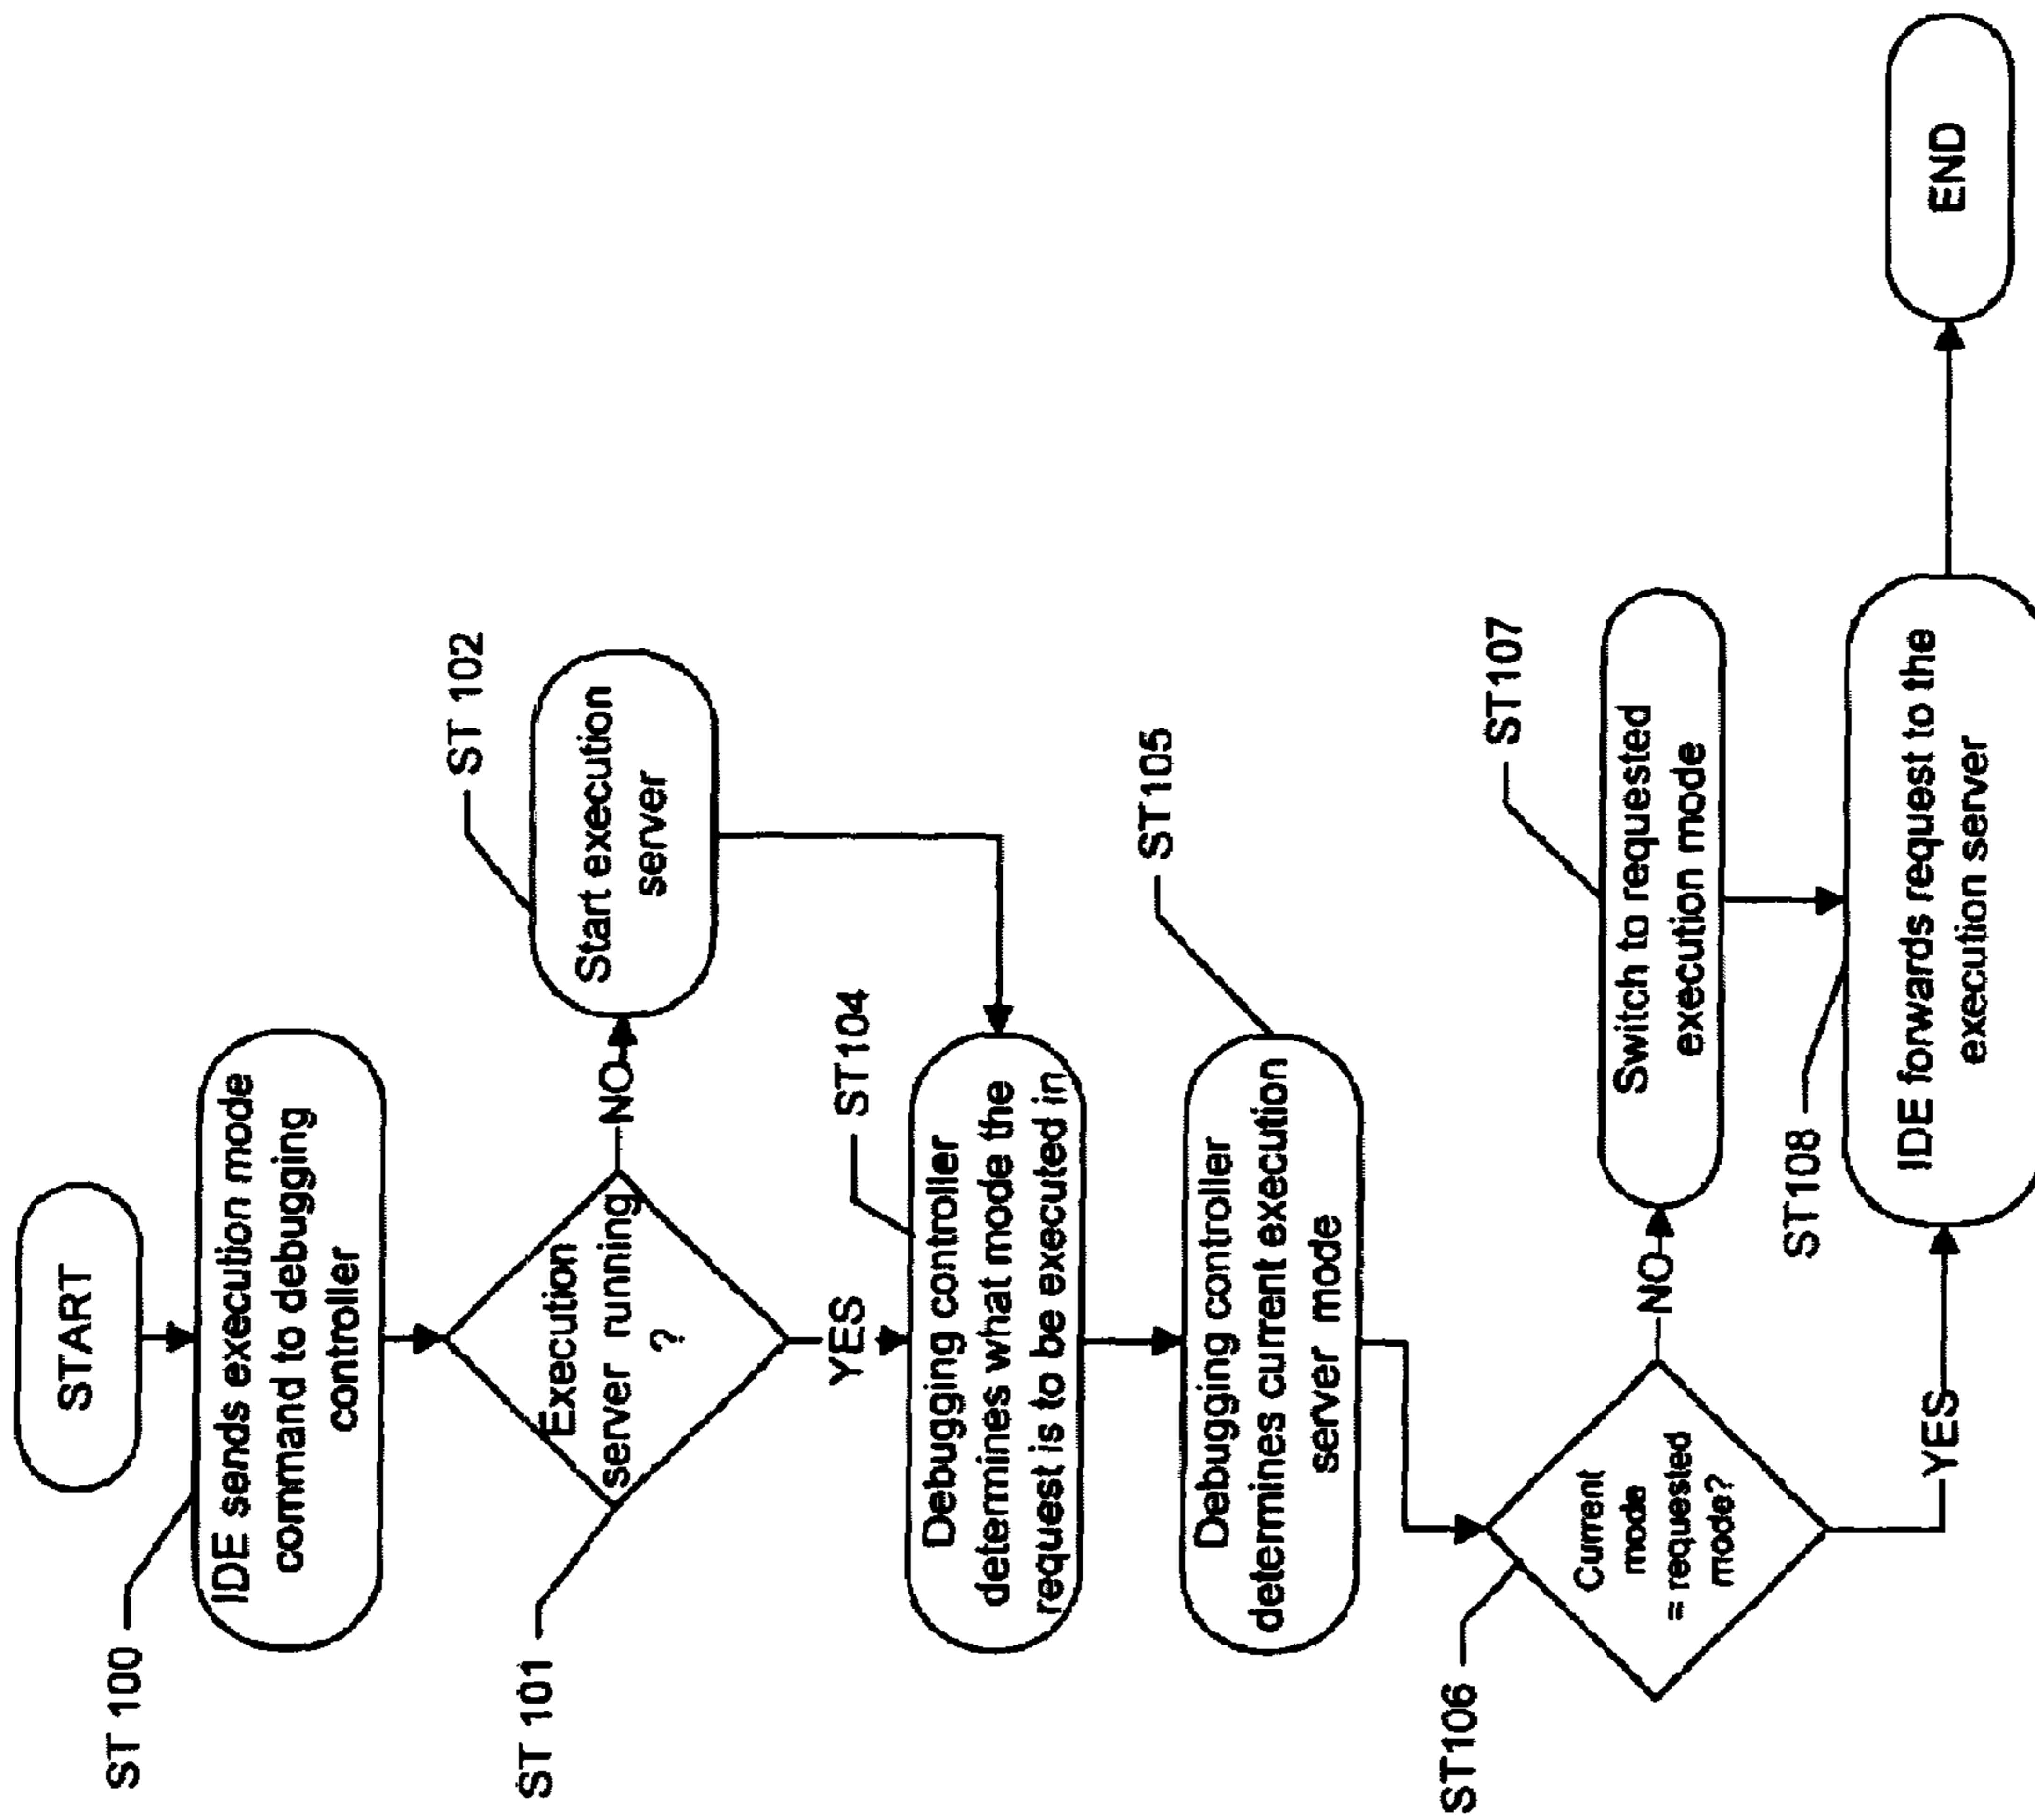 START
ST 100
IDE sends execution mode
command to debugging
controller
ST 101
Execution
server running
?
NO
ST 102
Start execution
server
YES
ST104
Debugging controller
determines what mode the
request is to be executed in
ST105
Debugging controller
determines current execution
server mode
ST106
Current
mode
= requested
mode?
NO
ST107
Switch to requested
execution mode
YES
ST108
IDE forwards request to the
execution server
END